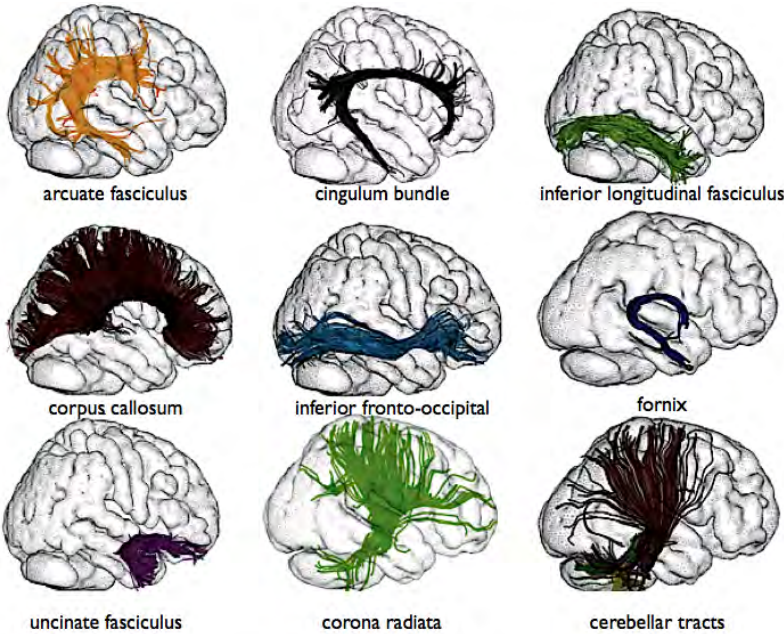 arcuate fasciculus
cingulum bundle
inferior longitudinal fasciculus
corpus callosum
inferior fronto-occipital
fornix
uncinate fasciculus
corona radiata
cerebellar tracts